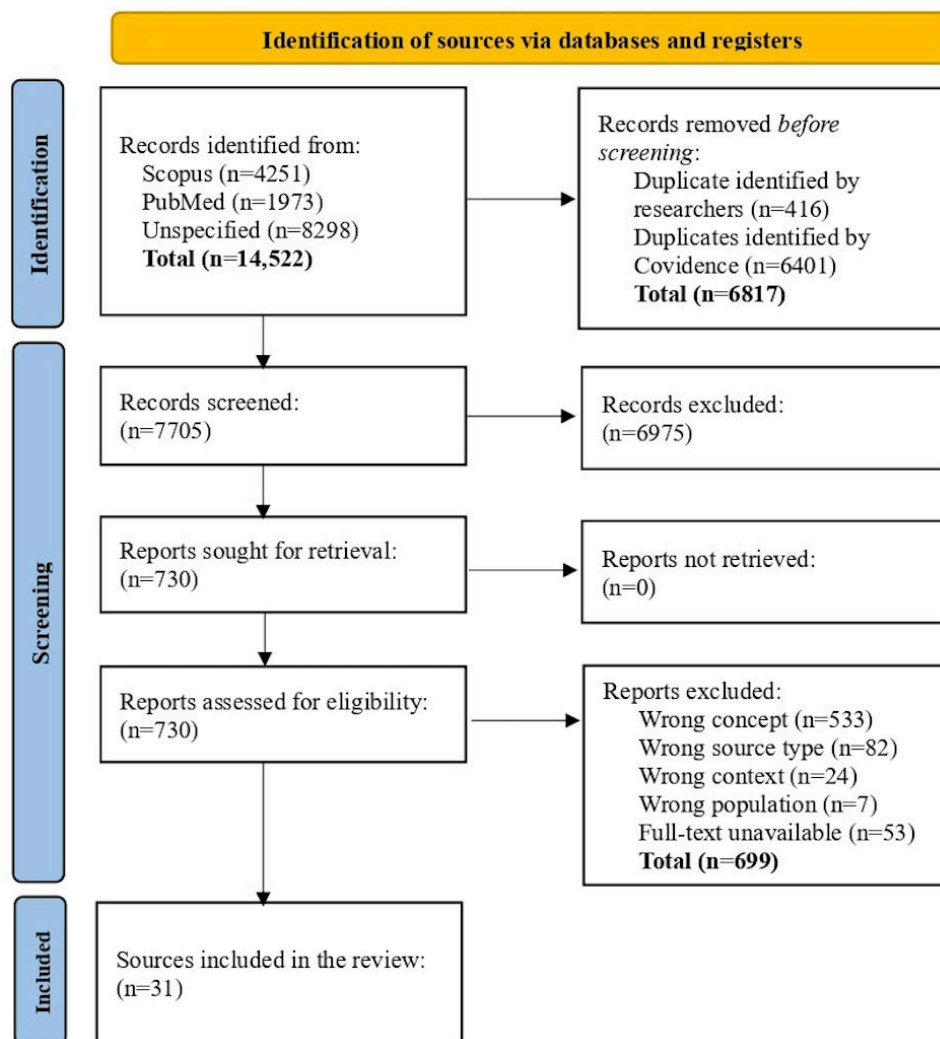 Identification of sources via databases and registers
Identification
Records identified from:
Scopus (n=4251)
PubMed (n=1973)
Unspecified (n=8298)
Total (n=14,522)
Records removed before
screening:
Duplicate identified by
researchers (n=416)
Duplicates identified by
Covidence (n=6401)
Total (n=6817)
Screening
Records screened:
(n=7705)
Records excluded:
(n=6975)
Reports sought for retrieval:
(n=730)
Reports not retrieved:
(n=0)
Reports assessed for eligibility:
(n=730)
Reports excluded:
Wrong concept (n=533)
Wrong source type (n=82)
Wrong context (n=24)
Wrong population (n=7)
Full-text unavailable (n=53)
Total (n=699)
Included
Sources included in the review:
(n=31)